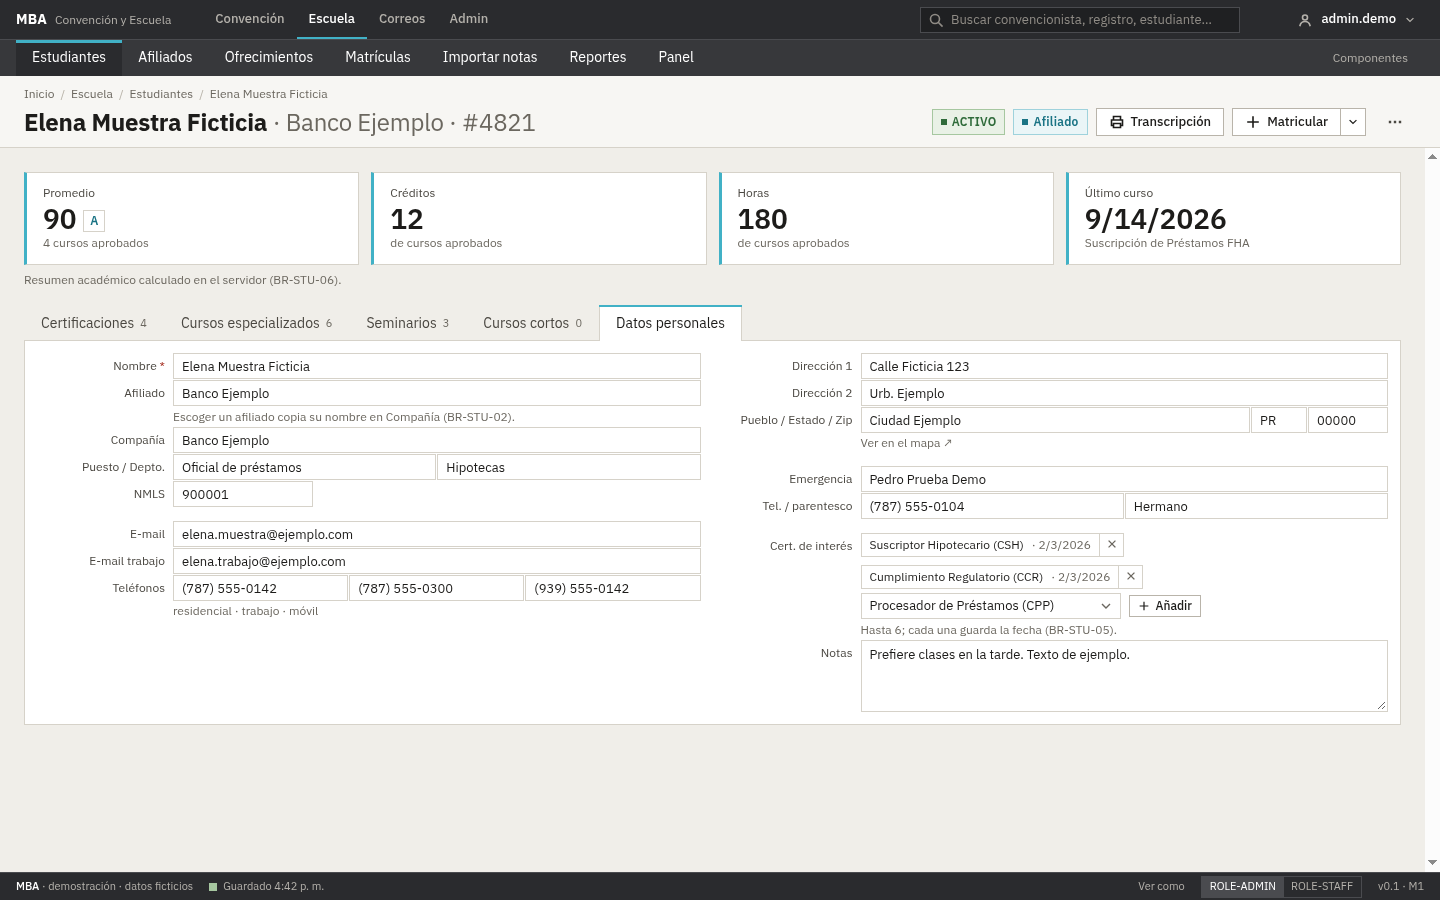 MBA Convención y Escuela Convención Escuela Correos Admin Buscar convencionista, registro, estudiante... admin.demo
Estudiantes Afiliados Ofrecimientos Matrículas Importar notas Reportes Panel Componentes
Inicio / Escuela / Estudiantes / Elena Muestra Ficticia
Elena Muestra Ficticia · Banco Ejemplo · #4821 ACTIVO Afiliado Transcripción Matricular
Promedio
90 A
4 cursos aprobados
Créditos
12
de cursos aprobados
Horas
180
de cursos aprobados
Último curso
9/14/2026
Suscripción de Préstamos FHA
Resumen académico calculado en el servidor (BR-STU-06).
Certificaciones 4 Cursos especializados 6 Seminarios 3 Cursos cortos 0 Datos personales
Nombre * Elena Muestra Ficticia
Afiliado Banco Ejemplo
Escoger un afiliado copia su nombre en Compañía (BR-STU-02).
Compañía Banco Ejemplo
Puesto / Depto. Oficial de préstamos Hipotecas
NMLS 900001
E-mail elena.muestra@ejemplo.com
E-mail trabajo elena.trabajo@ejemplo.com
Teléfonos (787) 555-0142 (787) 555-0300 (939) 555-0142
residencial · trabajo · móvil
Dirección 1 Calle Ficticia 123
Dirección 2 Urb. Ejemplo
Pueblo / Estado / Zip Ciudad Ejemplo PR 00000
Ver en el mapa ↗
Emergencia Pedro Prueba Demo
Tel. / parentesco (787) 555-0104 Hermano
Cert. de interés Suscriptor Hipotecario (CSH) · 2/3/2026 ✕
Cumplimiento Regulatorio (CCR) · 2/3/2026 ✕
Procesador de Préstamos (CPP) + Añadir
Hasta 6; cada una guarda la fecha (BR-STU-05).
Notas Prefiere clases en la tarde. Texto de ejemplo.
MBA · demostración · datos ficticios Guardado 4:42 p. m. Ver como ROLE-ADMIN ROLE-STAFF v0.1 · M1